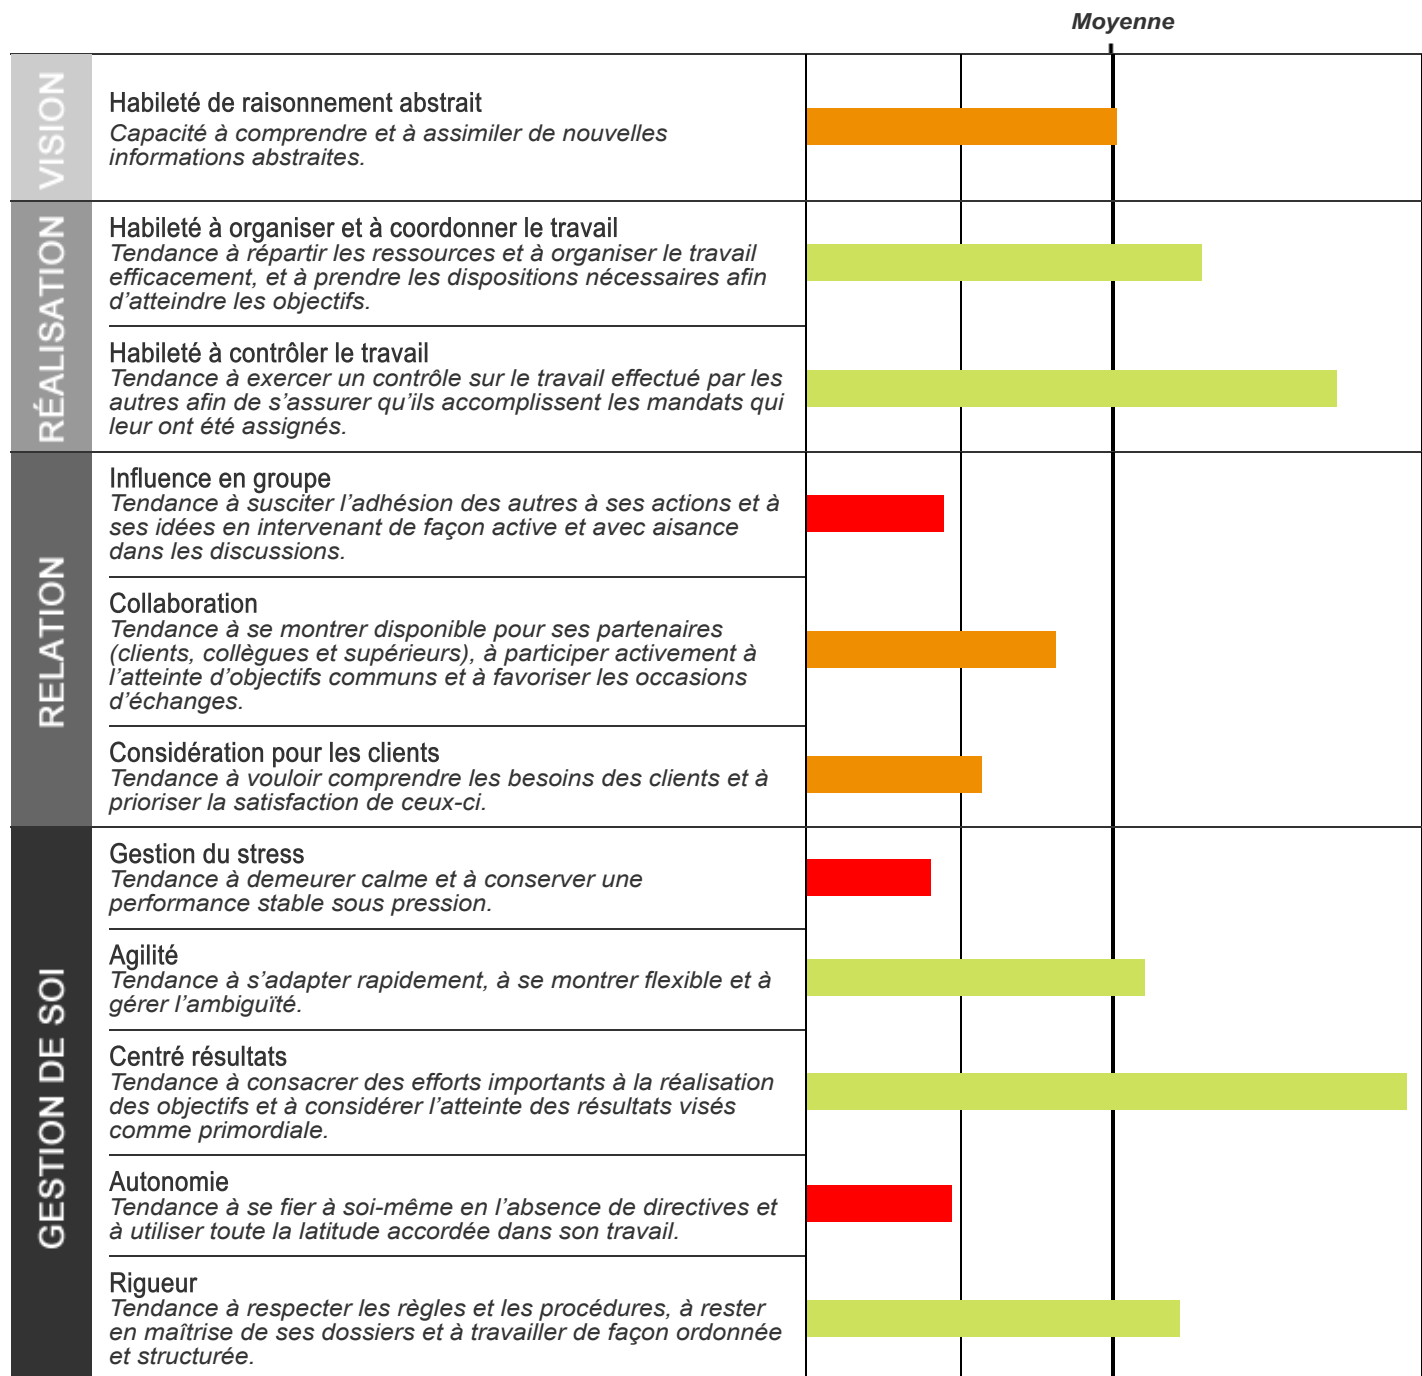 Moyenne
VISION
Habileté de raisonnement abstrait
Capacité à comprendre et à assimiler de nouvelles
informations abstraites.
RÉALISATION
Habileté à organiser et à coordonner le travail
Tendance à répartir les ressources et à organiser le travail
efficacement, et à prendre les dispositions nécessaires afin
d’atteindre les objectifs.
Habileté à contrôler le travail
Tendance à exercer un contrôle sur le travail effectué par les
autres afin de s’assurer qu’ils accomplissent les mandats qui
leur ont été assignés.
RELATION
Influence en groupe
Tendance à susciter l’adhésion des autres à ses actions et à
ses idées en intervenant de façon active et avec aisance
dans les discussions.
Collaboration
Tendance à se montrer disponible pour ses partenaires
(clients, collègues et supérieurs), à participer activement à
l’atteinte d’objectifs communs et à favoriser les occasions
d’échanges.
Considération pour les clients
Tendance à vouloir comprendre les besoins des clients et à
prioriser la satisfaction de ceux-ci.
GESTION DE SOI
Gestion du stress
Tendance à demeurer calme et à conserver une
performance stable sous pression.
Agilité
Tendance à s’adapter rapidement, à se montrer flexible et à
gérer l’ambiguïté.
Centré résultats
Tendance à consacrer des efforts importants à la réalisation
des objectifs et à considérer l’atteinte des résultats visés
comme primordiale.
Autonomie
Tendance à se fier à soi-même en l’absence de directives et
à utiliser toute la latitude accordée dans son travail.
Rigueur
Tendance à respecter les règles et les procédures, à rester
en maîtrise de ses dossiers et à travailler de façon ordonnée
et structurée.